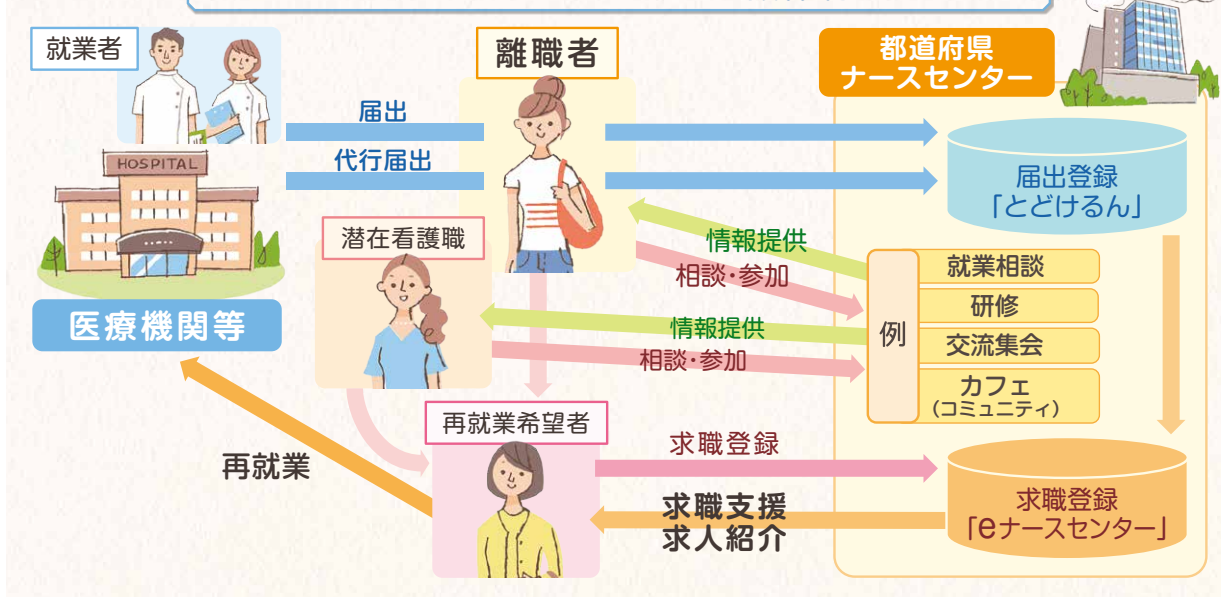 就業者
離職者
都道府県
ナースセンター
届出
代行届出
HOSPITAL
届出登録
「とどけるん」
潜在看護職
情報提供
相談・参加
就業相談
研修
例
交流集会
カフェ
(コミュニティ)
医療機関等
情報提供
相談・参加
再就業希望者
再就業
求職登録
求職支援
求人紹介
求職登録
「eナースセンター」